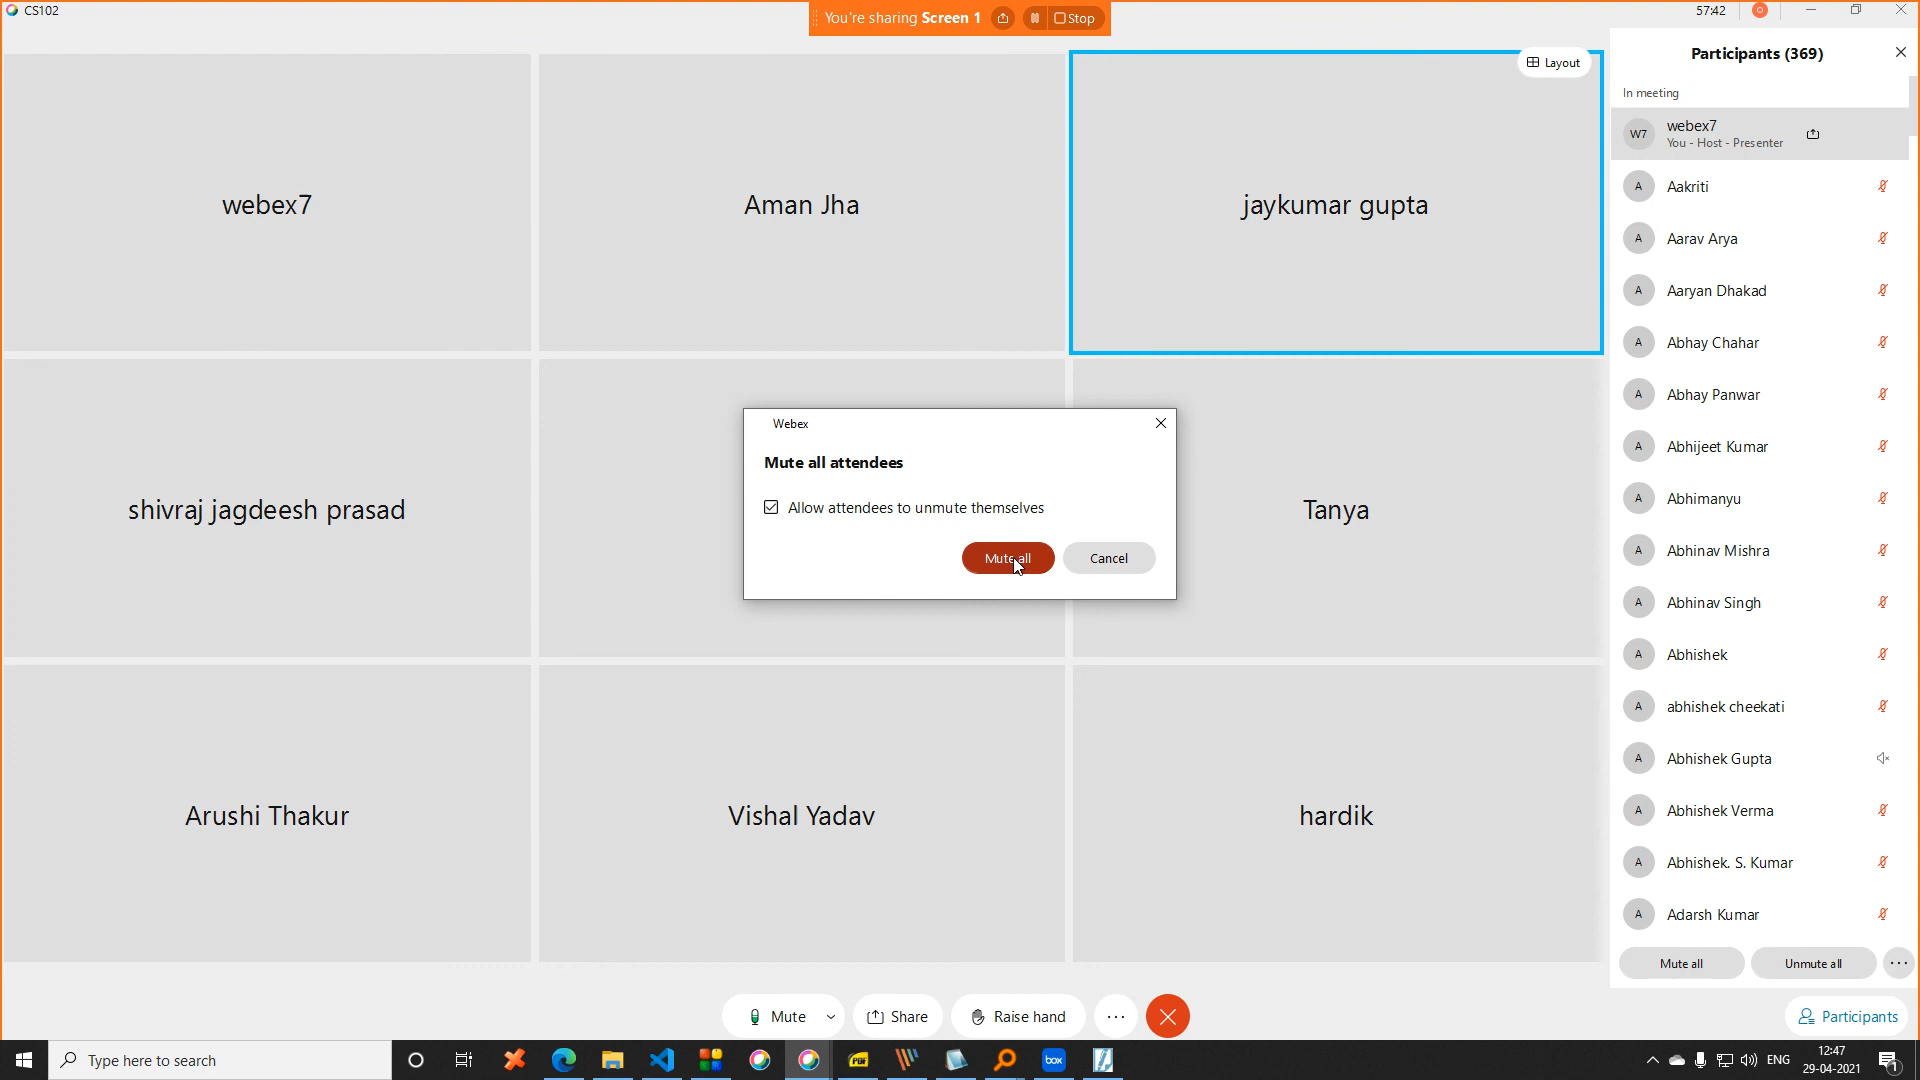 CS102
You're sharing Screen 1
Stop
57:42
Layout
Participants (369)
In meeting
W7
webex7
You - Host - Presenter
A
Aakriti
A
Aarav Arya
A
Aaryan Dhakad
A
Abhay Chahar
A
Abhay Panwar
A
Abhijeet Kumar
A
Abhimanyu
A
Abhinav Mishra
A
Abhinav Singh
A
Abhishek
A
abhishek cheekati
A
Abhishek Gupta
A
Abhishek Verma
A
Abhishek. S. Kumar
A
Adarsh Kumar
Mute all
Unmute all
webex7
Aman Jha
jaykumar gupta
shivraj jagdeesh prasad
Tanya
Arushi Thakur
Vishal Yadav
hardik
Webex
Mute all attendees
Allow attendees to unmute themselves
Mute all
Cancel
Mute
Share
Raise hand
Participants
Type here to search
PDF
box
ENG
12:47
29-04-2021
1